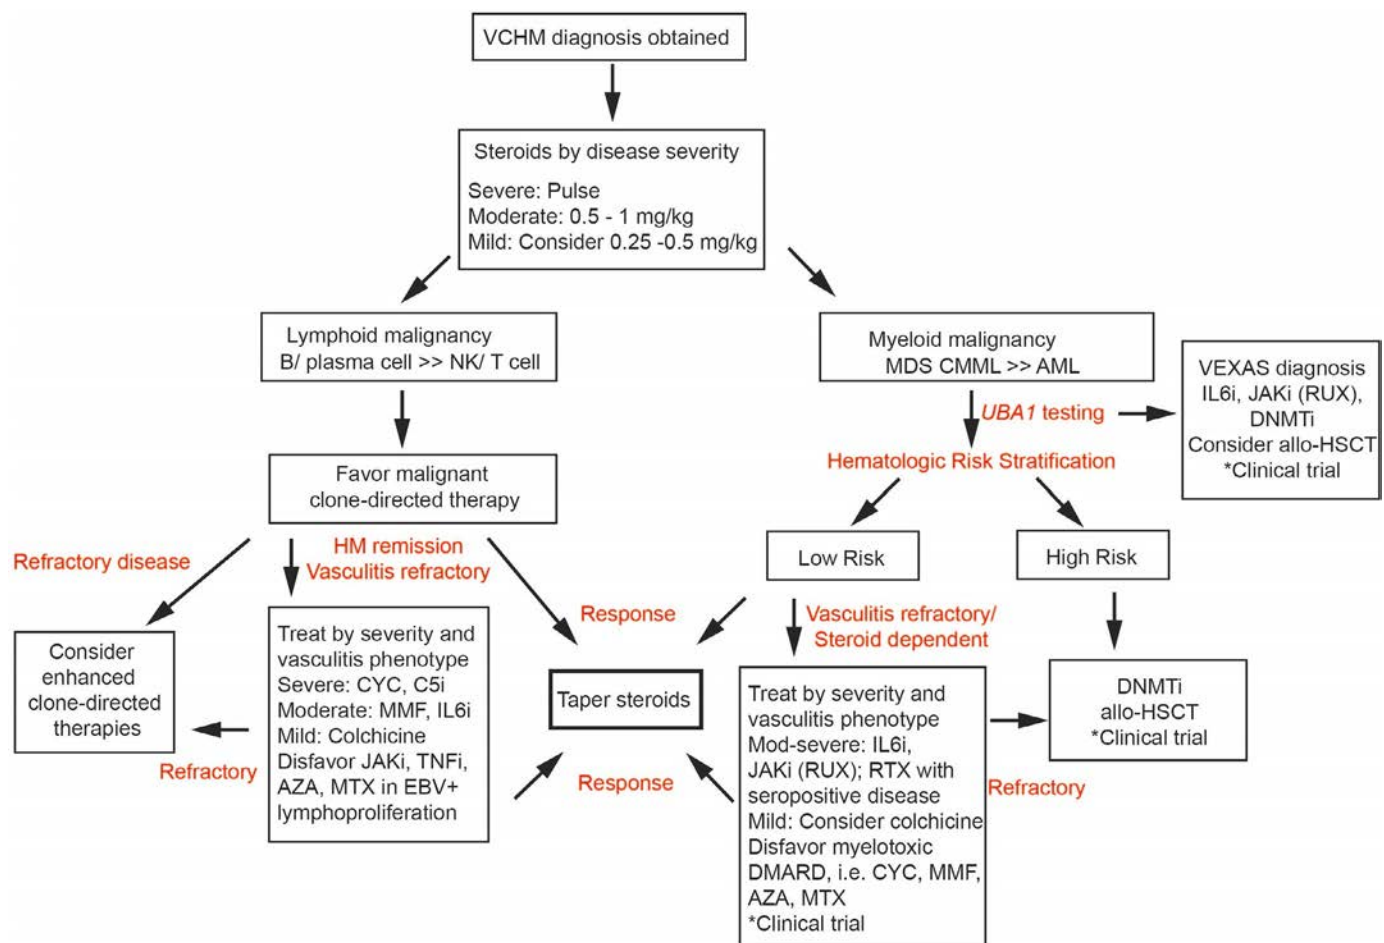 VCHM diagnosis obtained
Steroids by disease severity
Severe: Pulse
Moderate: 0.5 - 1 mg/kg
Mild: Consider 0.25 -0.5 mg/kg
Lymphoid malignancy
B/ plasma cell >> NK/ T cell
Myeloid malignancy
MDS CMML >> AML
UBA1 testing
VEXAS diagnosis
IL6i, JAKi (RUX),
DNMTi
Consider allo-HSCT
*Clinical trial
Favor malignant
clone-directed therapy
Hematologic Risk Stratification
Refractory disease
HM remission
Vasculitis refractory
Response
Low Risk
High Risk
Vasculitis refractory/
Steroid dependent
Consider
enhanced
clone-directed
therapies
Refractory
Treat by severity and
vasculitis phenotype
Severe: CYC, C5i
Moderate: MMF, IL6i
Mild: Colchicine
Disfavor JAKi, TNFi,
AZA, MTX in EBV+
lymphoproliferation
Taper steroids
Response
Treat by severity and
vasculitis phenotype
Mod-severe: IL6i,
JAKi (RUX); RTX with
seropositive disease
Mild: Consider colchicine
Disfavor myelotoxic
DMARD, i.e. CYC, MMF,
AZA, MTX
*Clinical trial
Refractory
DNMTi
allo-HSCT
*Clinical trial